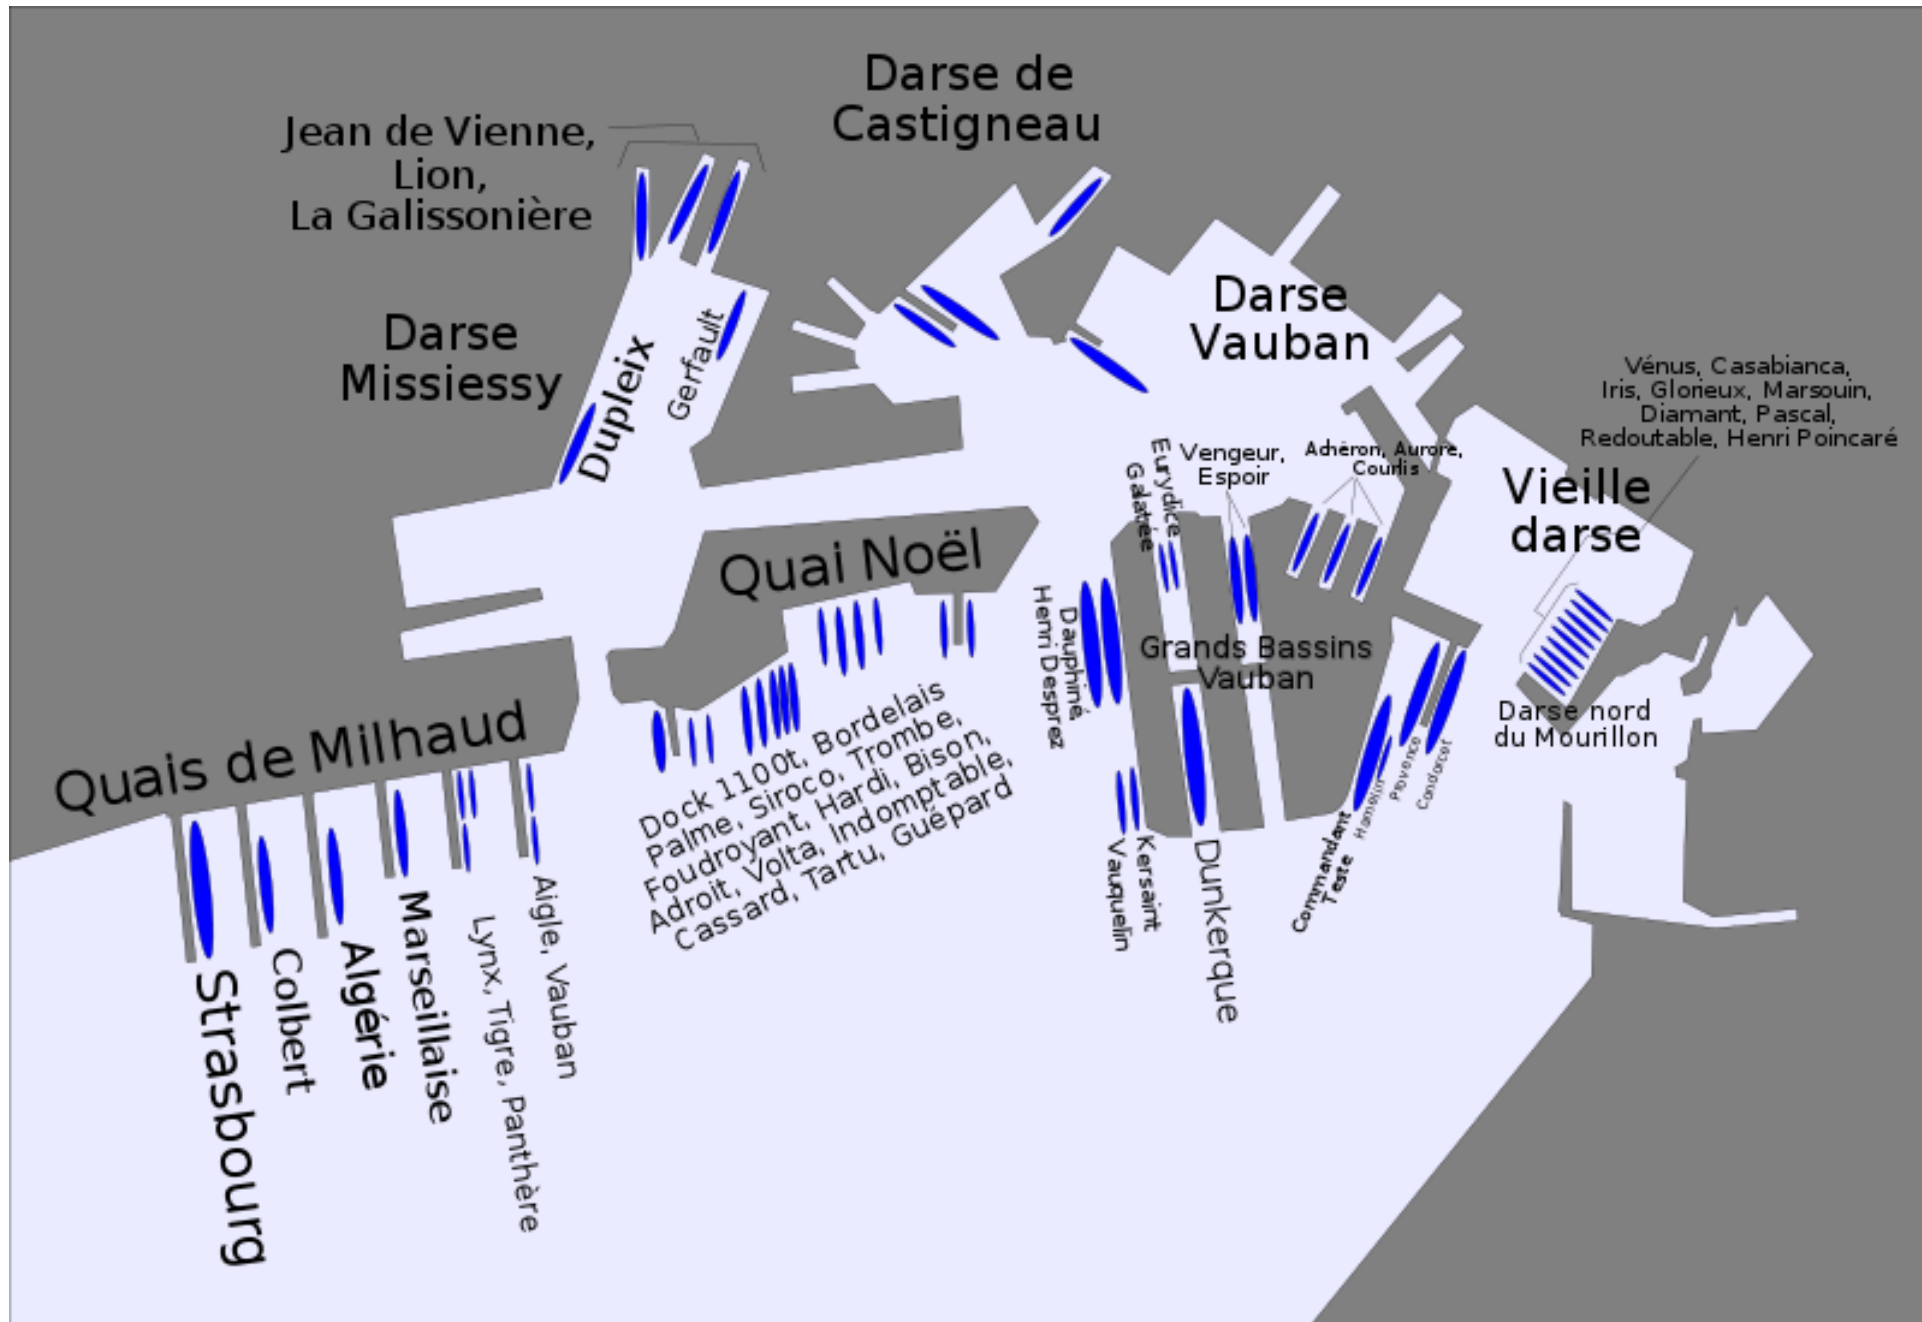 Darse de
Castigneau
Jean de Vienne,
Lion,
La Galissonière
Darse
Missiessy
Dupleix
Gerfault
Darse
Vauban
Vénus, Casabianca,
Iris, Glorieux, Marsouin,
Diamant, Pascal,
Redoutable, Henri Poincaré
Eurydice
Galatée
Vengeur,
Espoir
Achéron, Aurore,
Courlis
Vieille
darse
Quai Noël
Dauphiné,
Henri Desprez
Grands Bassins
Vauban
Darse nord
du Mourillon
Quais de Milhaud
Dock 1100t, Bordelais
Palme, Siroco, Trombe,
Foudroyant, Hardi, Bison,
Adroit, Volta, Indomptable,
Cassard, Tartu, Guépard
Provence
Condorcet
Hamelin
Commandant
Teste
Kersaint
Vauquelin
Dunkerque
Strasbourg
Colbert
Algérie
Marseillaise
Lynx, Tigre, Panthère
Aigle, Vauban